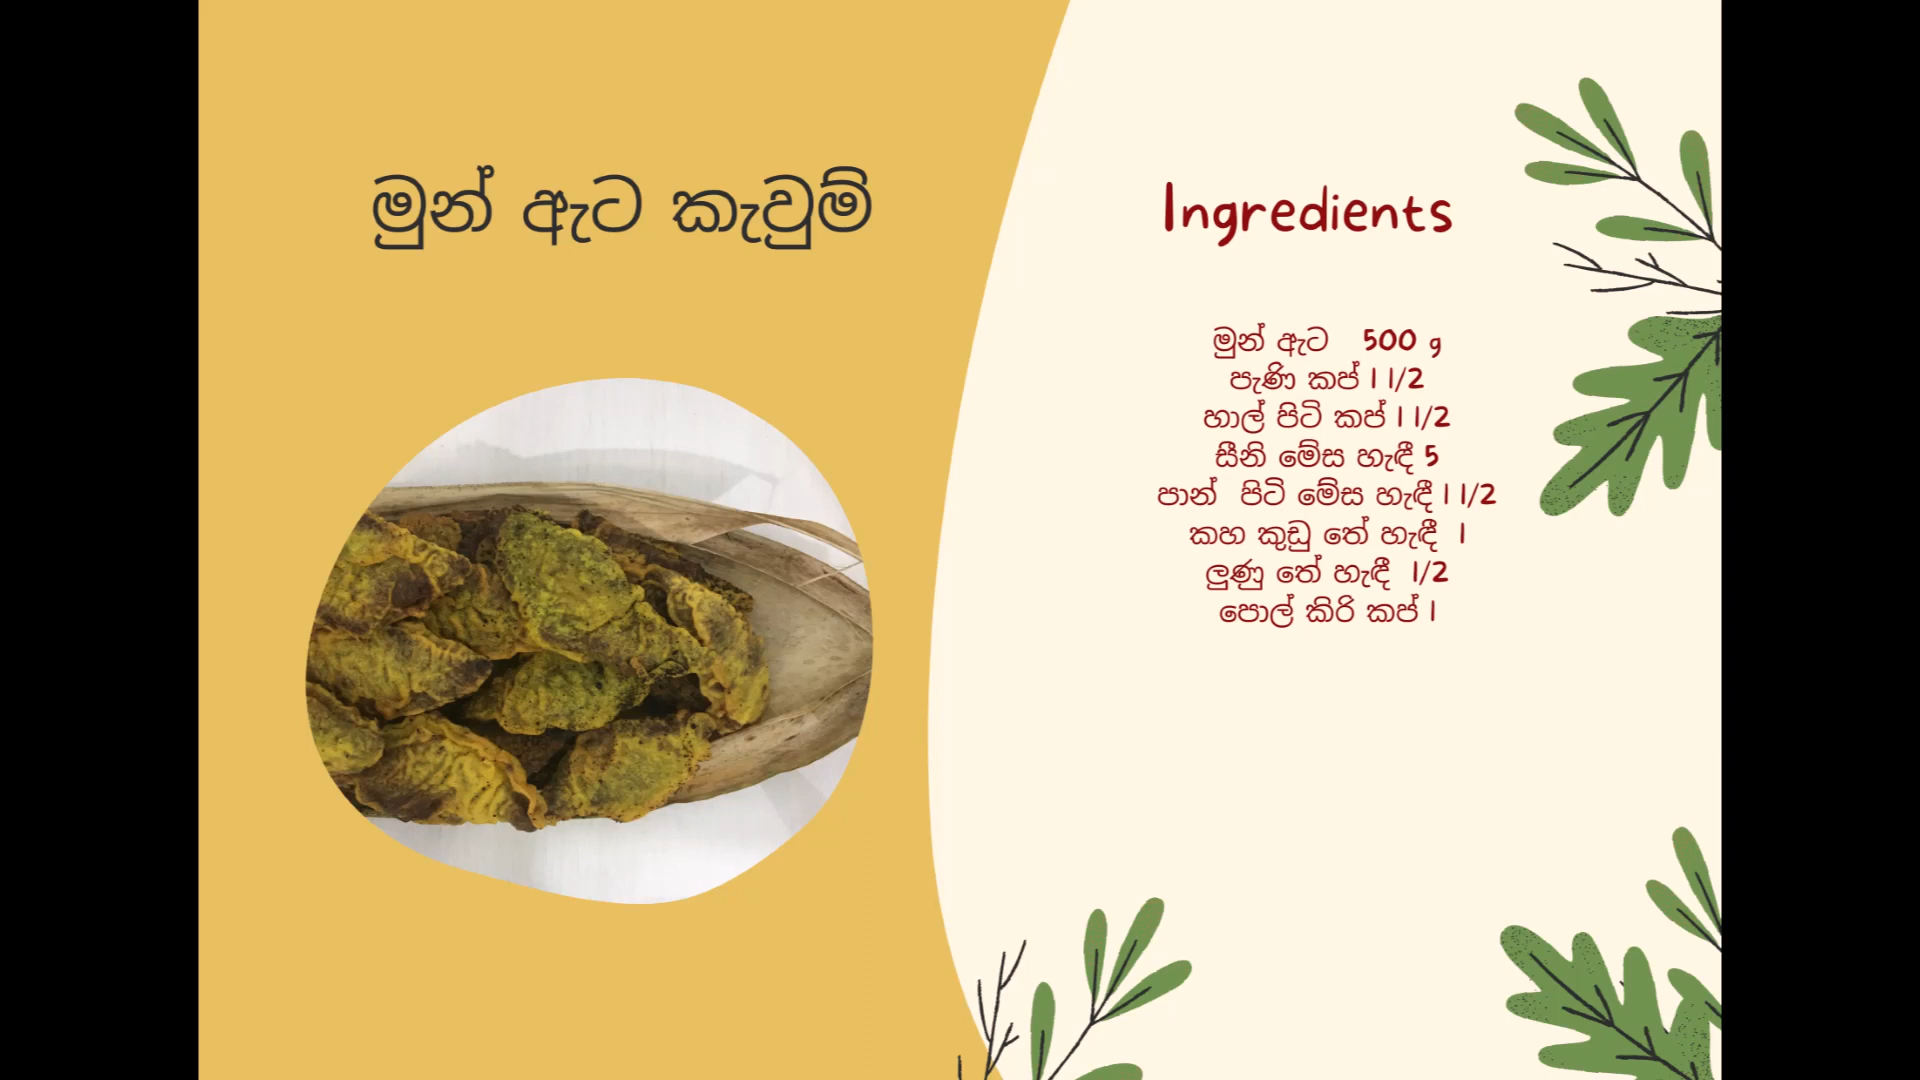 මුන් ඇට කැවුම්
Ingredients
මුන් ඇට 500 g
පැණි කප් 1 1/2
හාල් පිටි කප් 1 1/2
සීනි මේස හැඳී 5
පාන් පිටි මේස හැඳී 1 1/2
කහ කුඩු තේ හැඳී 1
ලුණු තේ හැඳී 1/2
පොල් කිරි කප් 1